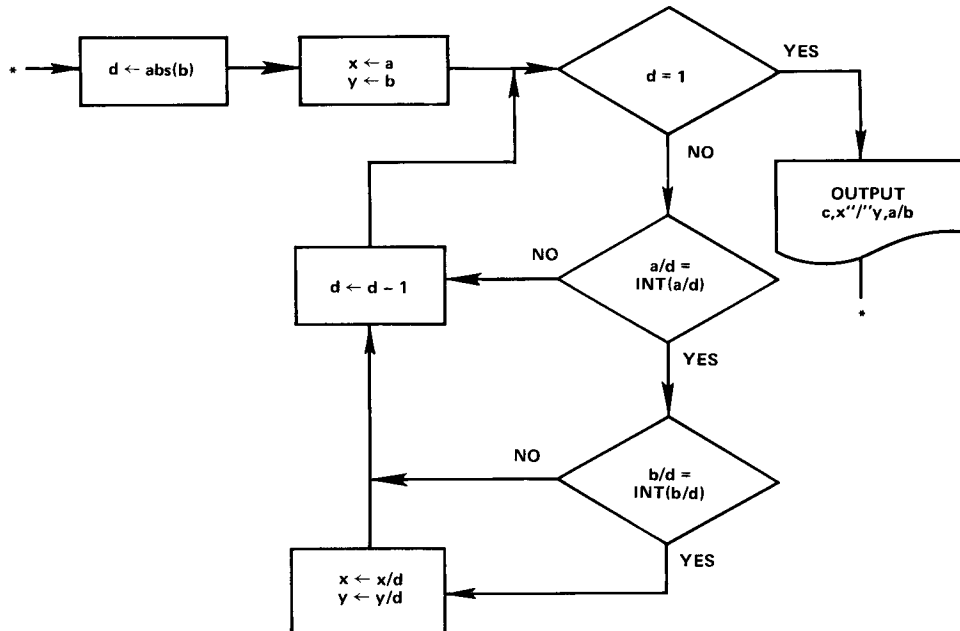 *
d ← abs(b)
x ← a
y ← b
d = 1
YES
NO
OUTPUT
c,x"/"y,a/b
*
a/d =
INT(a/d)
NO
d ← d - 1
YES
b/d =
INT(b/d)
NO
YES
x ← x/d
y ← y/d